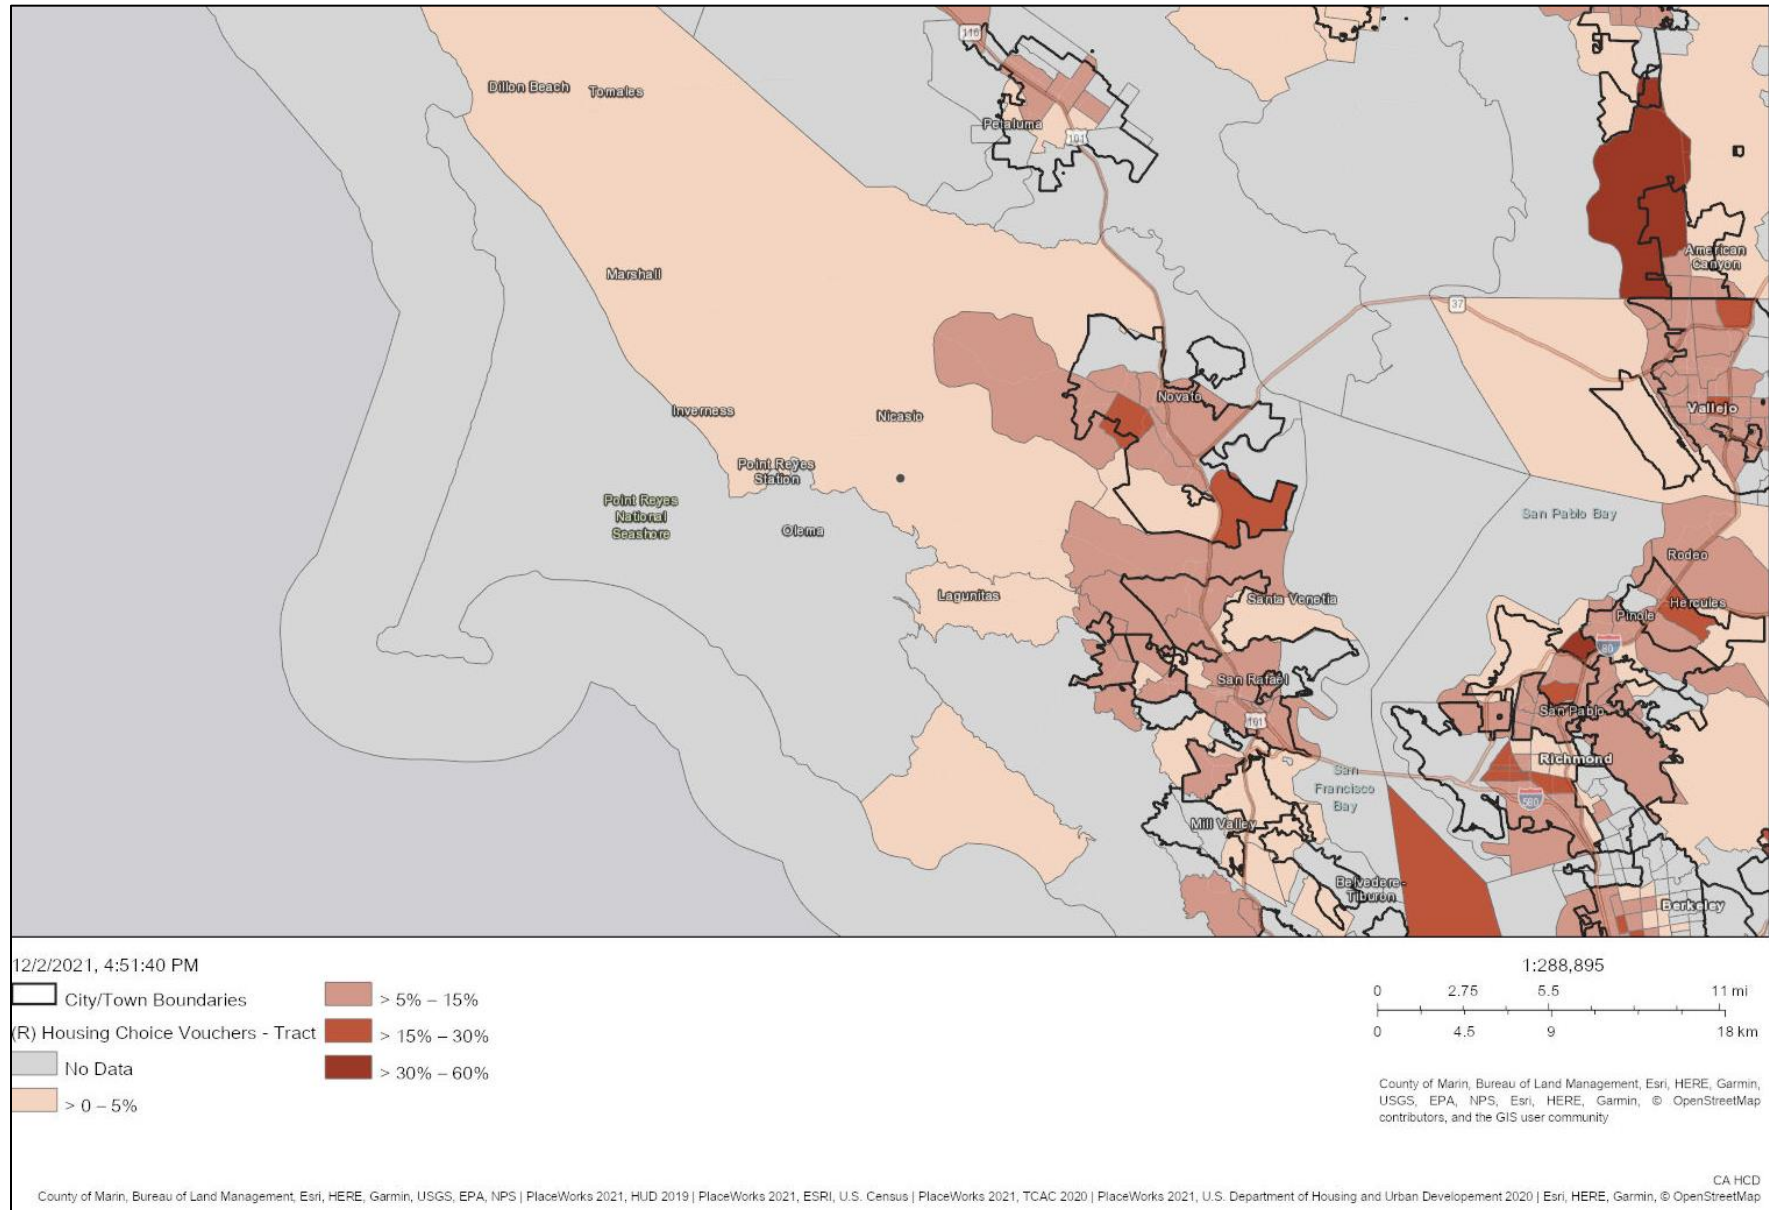 116
Dillon Beach
Tomales
Petaluma
101
American
Canyon
Marshall
37
Novato
Inverness
Nicasio
Vallejo
Point Reyes
Station
Point Reyes
National
Seashore
Olema
San Pablo Bay
Rodeo
Lagunitas
Santa Venetia
Hercules
Pinole
80
San Rafael
San Pablo
101
Richmond
San
Francisco
Bay
580
Mill Valley
Belvedere-
Tiburon
Berkeley
12/2/2021, 4:51:40 PM
City/Town Boundaries
(R) Housing Choice Vouchers - Tract
No Data
> 0 – 5%
> 5% – 15%
> 15% – 30%
> 30% – 60%
1:288,895
0 2.75 5.5 11 mi
0 4.5 9 18 km
County of Marin, Bureau of Land Management, Esri, HERE, Garmin,
USGS, EPA, NPS, Esri, HERE, Garmin, © OpenStreetMap
contributors, and the GIS user community
CA HCD
County of Marin, Bureau of Land Management, Esri, HERE, Garmin, USGS, EPA, NPS | PlaceWorks 2021, HUD 2019 | PlaceWorks 2021, ESRI, U.S. Census | PlaceWorks 2021, TCAC 2020 | PlaceWorks 2021, U.S. Department of Housing and Urban Developement 2020 | Esri, HERE, Garmin, © OpenStreetMap